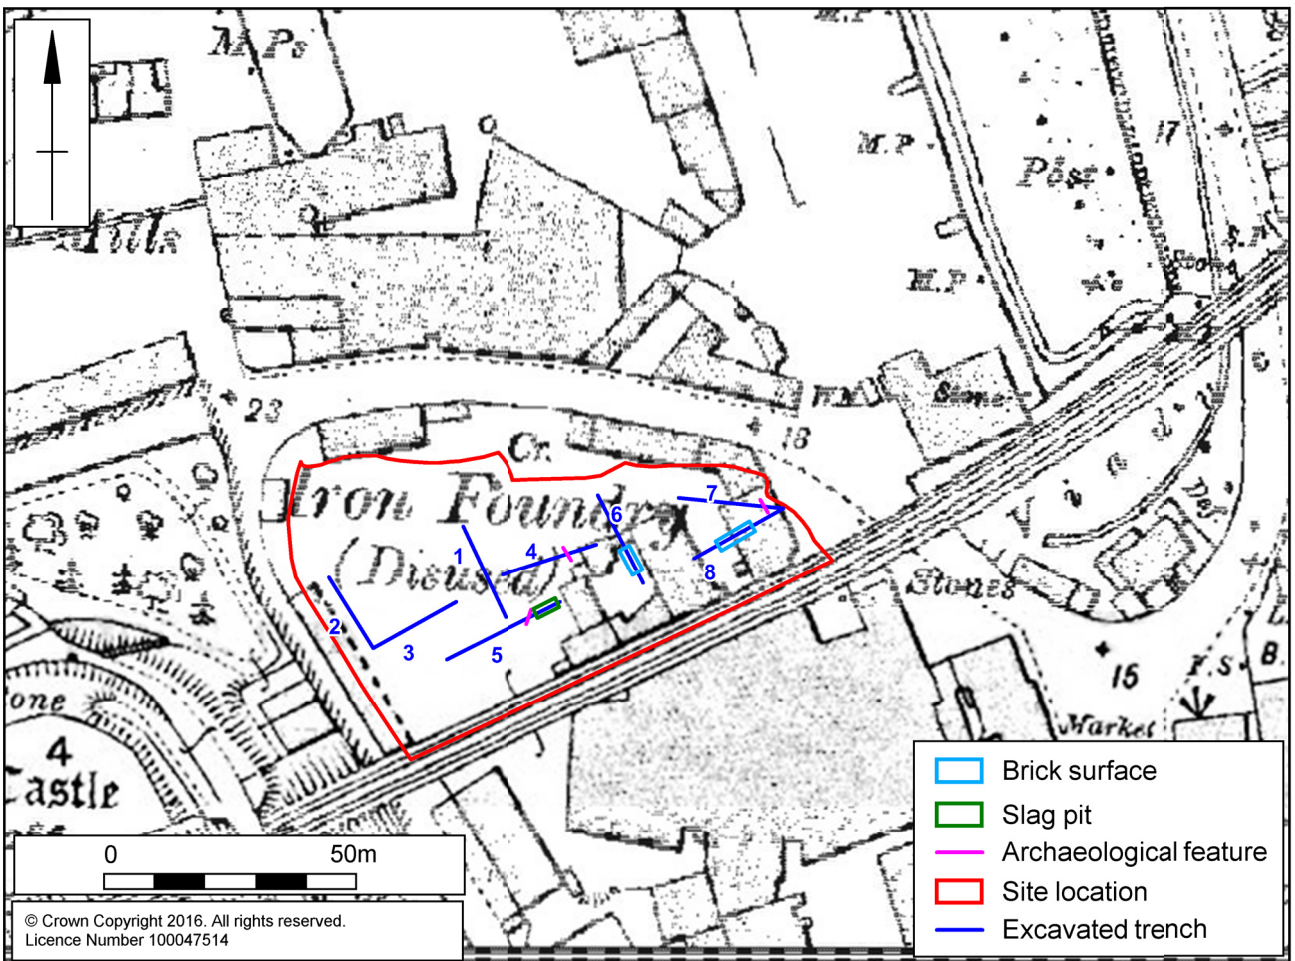 M.P.
M.Ps
M.P
17
M.P
23
18
Cr.
Iron Foundry
(Disused)
7
6
1
4
8
2
3
5
Stones
15
F.S
B.
Market
4
Castle
0 50m
© Crown Copyright 2016. All rights reserved.
Licence Number 100047514
Brick surface
Slag pit
Archaeological feature
Site location
Excavated trench